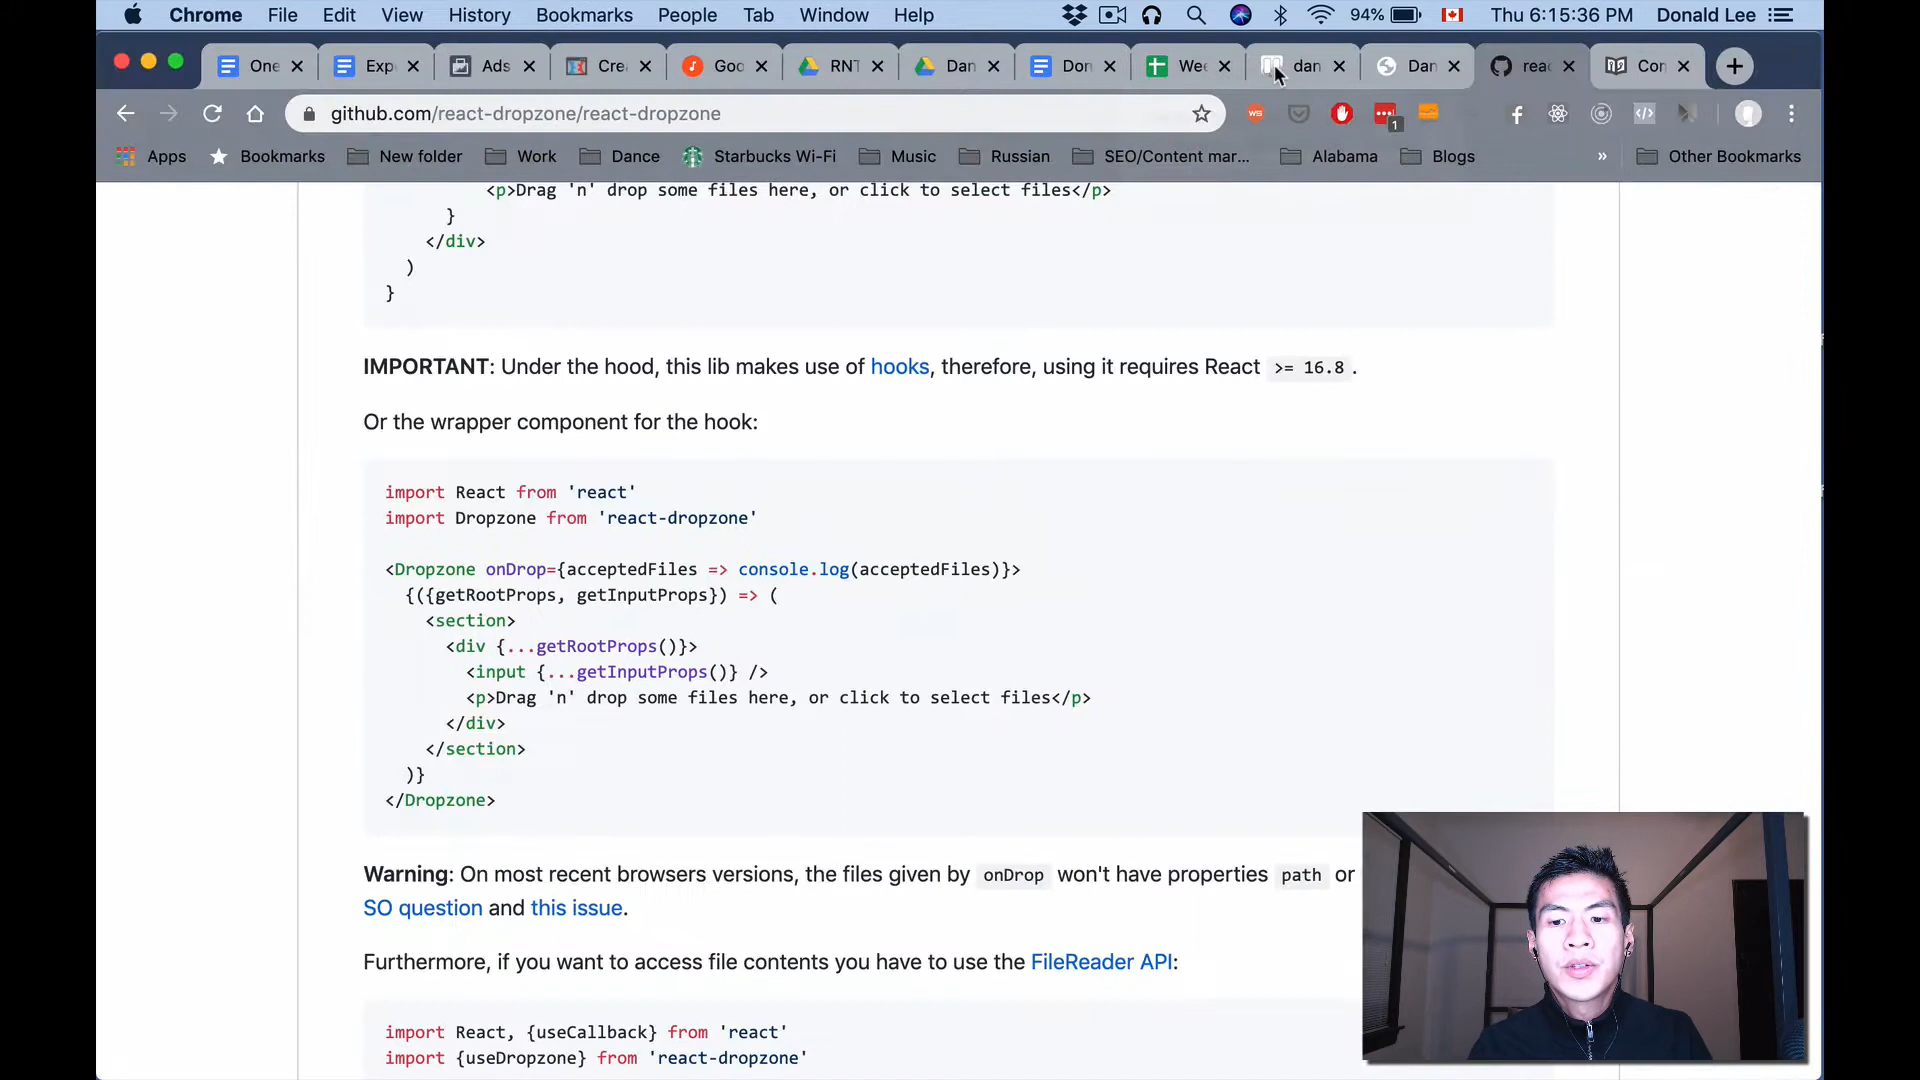 Chrome File Edit View History Bookmarks People Tab Window Help 94% Thu 6:15:36 PM Donald Lee
One Exp Ads Cre Goo RNT Dan Don Wee dan Dan reac Con
github.com/react-dropzone/react-dropzone
1
Apps Bookmarks New folder Work Dance Starbucks Wi-Fi Music Russian SEO/Content mar... Alabama Blogs » Other Bookmarks
<p>Drag 'n' drop some files here, or click to select files</p>
}
</div>
)
}
IMPORTANT: Under the hood, this lib makes use of hooks, therefore, using it requires React >= 16.8 .
Or the wrapper component for the hook:
import React from 'react'
import Dropzone from 'react-dropzone'
<Dropzone onDrop={acceptedFiles => console.log(acceptedFiles)}>
{({getRootProps, getInputProps}) => (
<section>
<div {...getRootProps()}>
<input {...getInputProps()} />
<p>Drag 'n' drop some files here, or click to select files</p>
</div>
</section>
)}
</Dropzone>
Warning: On most recent browsers versions, the files given by onDrop won't have properties path or
SO question and this issue.
Furthermore, if you want to access file contents you have to use the FileReader API:
import React, {useCallback} from 'react'
import {useDropzone} from 'react-dropzone'